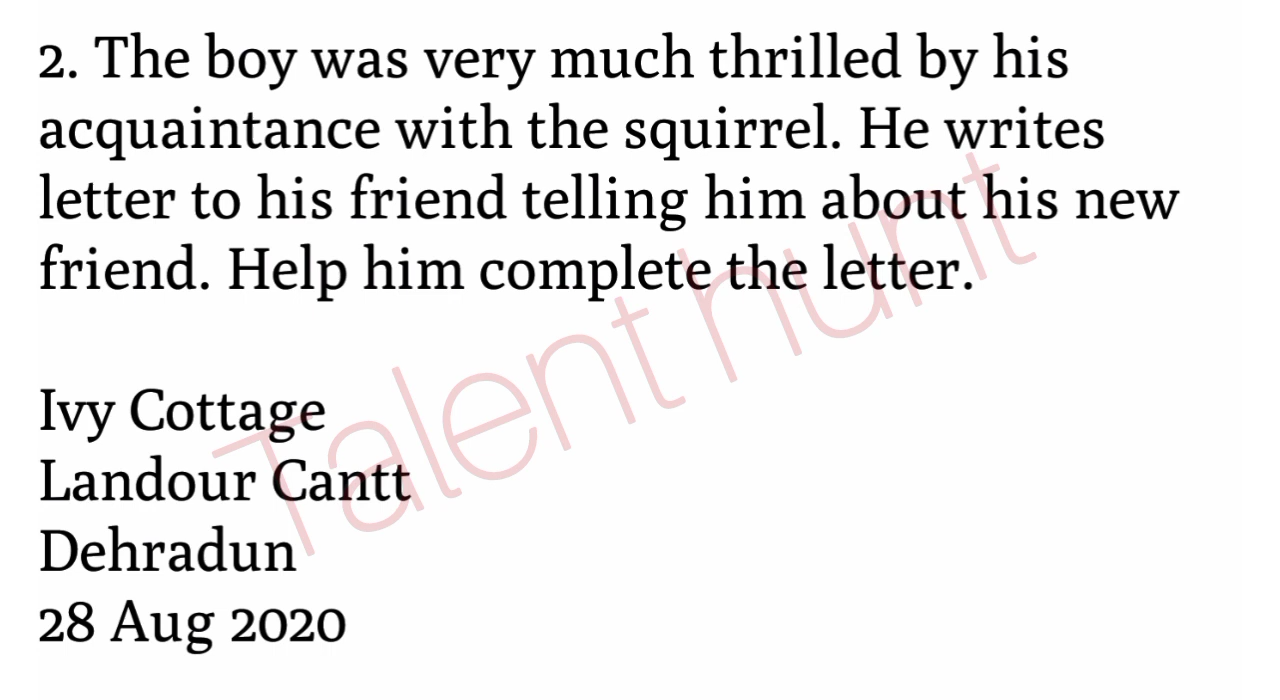 2. The boy was very much thrilled by his
acquaintance with the squirrel. He writes
letter to his friend telling him about his new
friend. Help him complete the letter.
Ivy Cottage
Landour Cantt
Dehradun
28 Aug 2020
Talent hunt